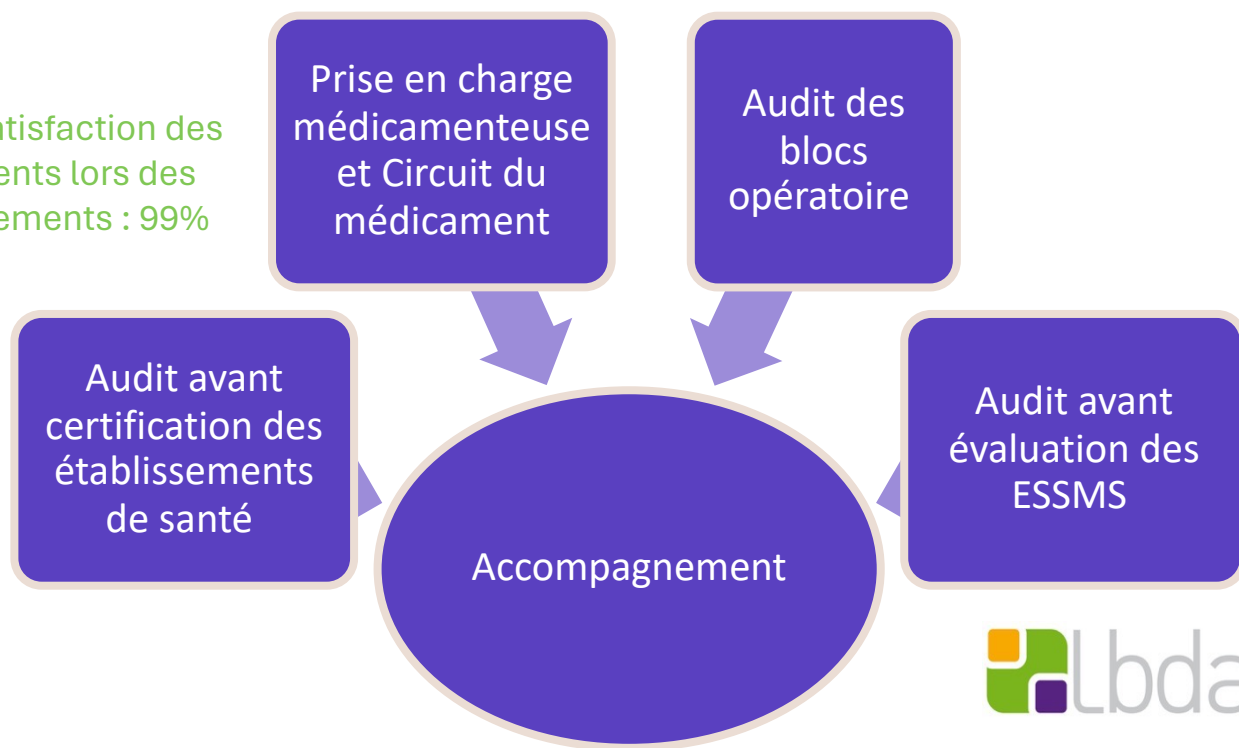 Prise en charge
médicamenteuse
et Circuit du
médicament
Audit des
blocs
opératoire
atisfaction des
ents lors des
ements : 99%
Audit avant
certification des
établissements
de santé
Audit avant
évaluation des
ESSMS
Accompagnement
Lbda